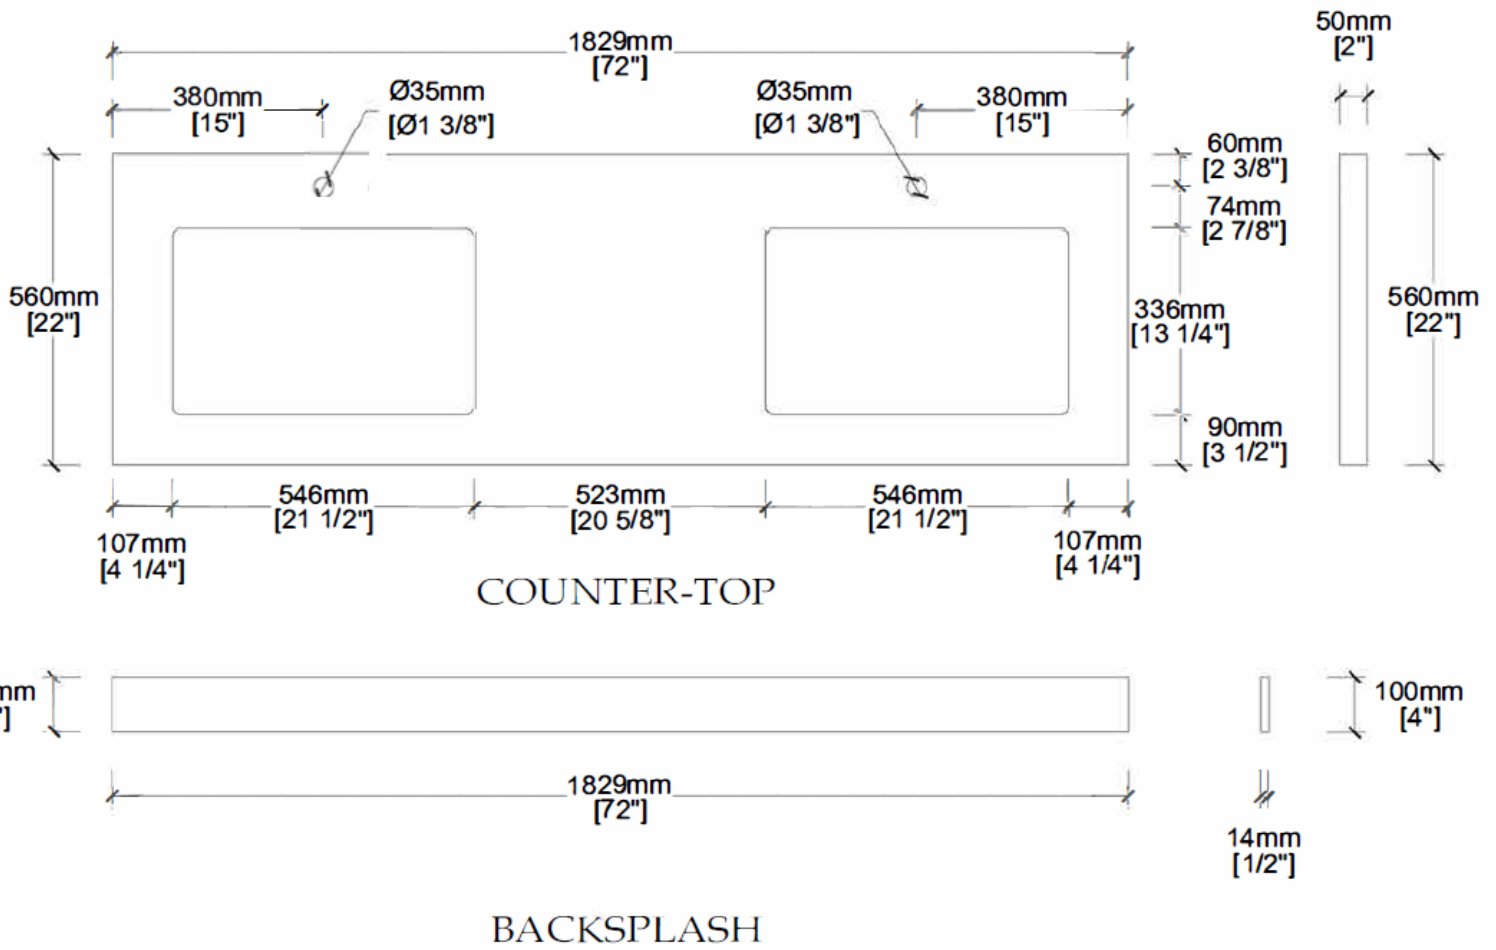 1829mm
[72"]
50mm
[2"]
380mm
[15"]
Ø35mm
[Ø1 3/8"]
Ø35mm
[Ø1 3/8"]
380mm
[15"]
60mm
[2 3/8"]
74mm
[2 7/8"]
560mm
[22"]
336mm
[13 1/4"]
560mm
[22"]
90mm
[3 1/2"]
546mm
[21 1/2"]
523mm
[20 5/8"]
546mm
[21 1/2"]
107mm
[4 1/4"]
107mm
[4 1/4"]
COUNTER-TOP
mm
"]
100mm
[4"]
1829mm
[72"]
14mm
[1/2"]
BACKSPLASH